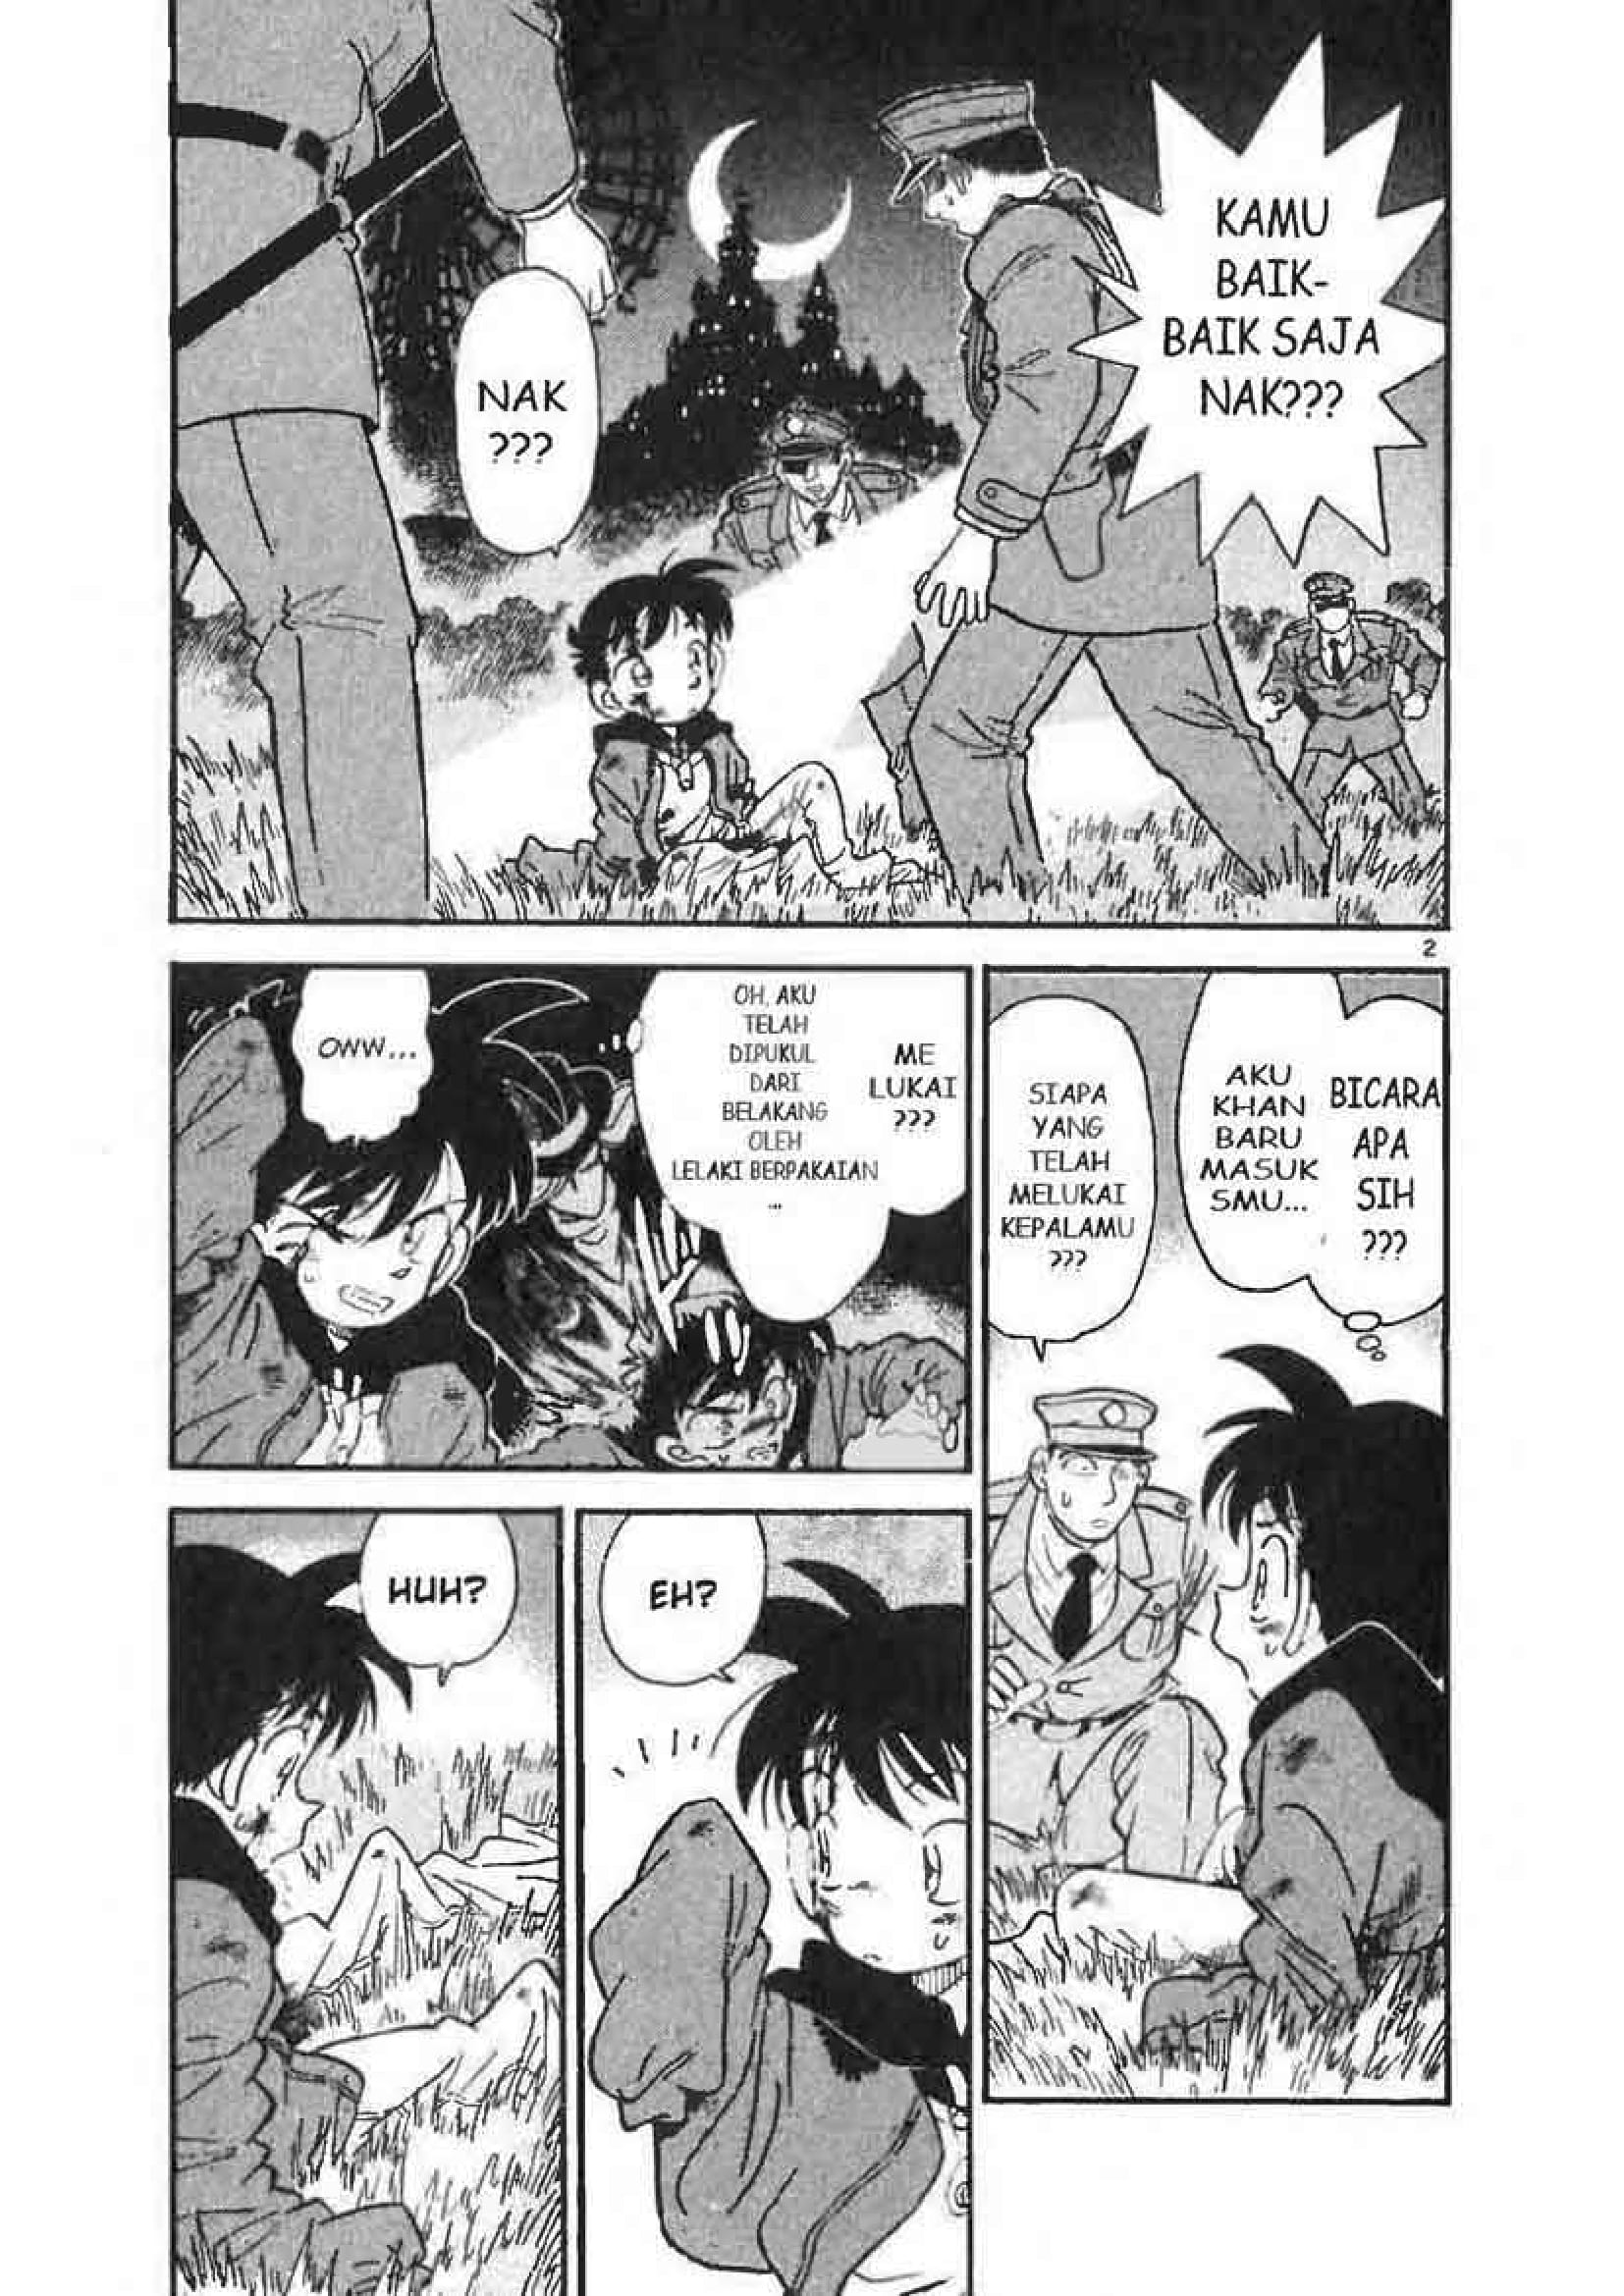 KAMU
BAIK-
BAIK SAJA
NAK???
NAK
???
2
BICARA
APA
SIH
???
AKU
KHAN
BARU
MASUK
SMU...
SIAPA
YANG
TELAH
MELUKAI
KEPALAMU
???
ME
LUKAI
???
OH, AKU
TELAH
DIPUKUL
DARI
BELAKANG
OLEH
LELAKI BERPAKAIAN
...
OWW...
EH?
HUH?